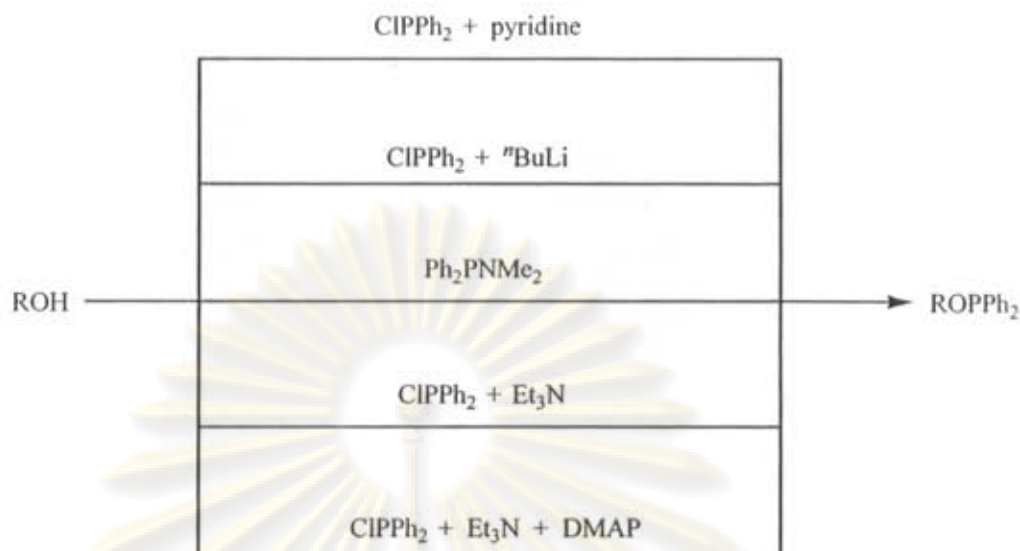 ClPPh₂ + pyridine
ClPPh₂ + ⁿBuLi
Ph₂PNMe₂
ROH
ROPPh₂
ClPPh₂ + Et₃N
ClPPh₂ + Et₃N + DMAP